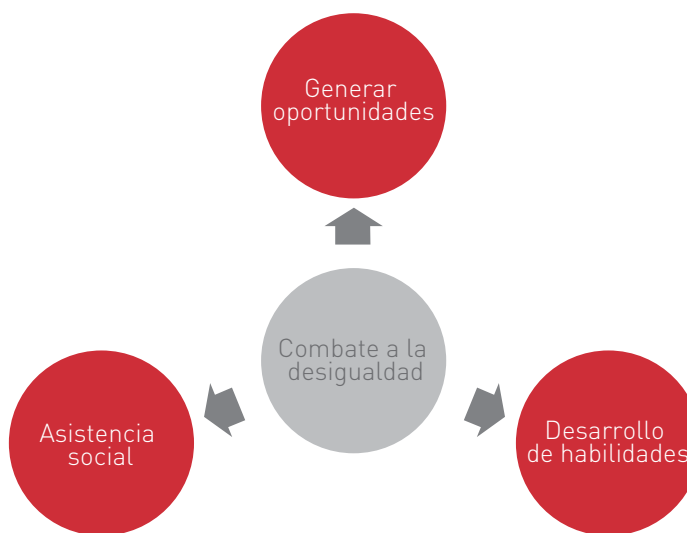 Generar
oportunidades
Combate a la
desigualdad
Asistencia
social
Desarrollo
de habilidades